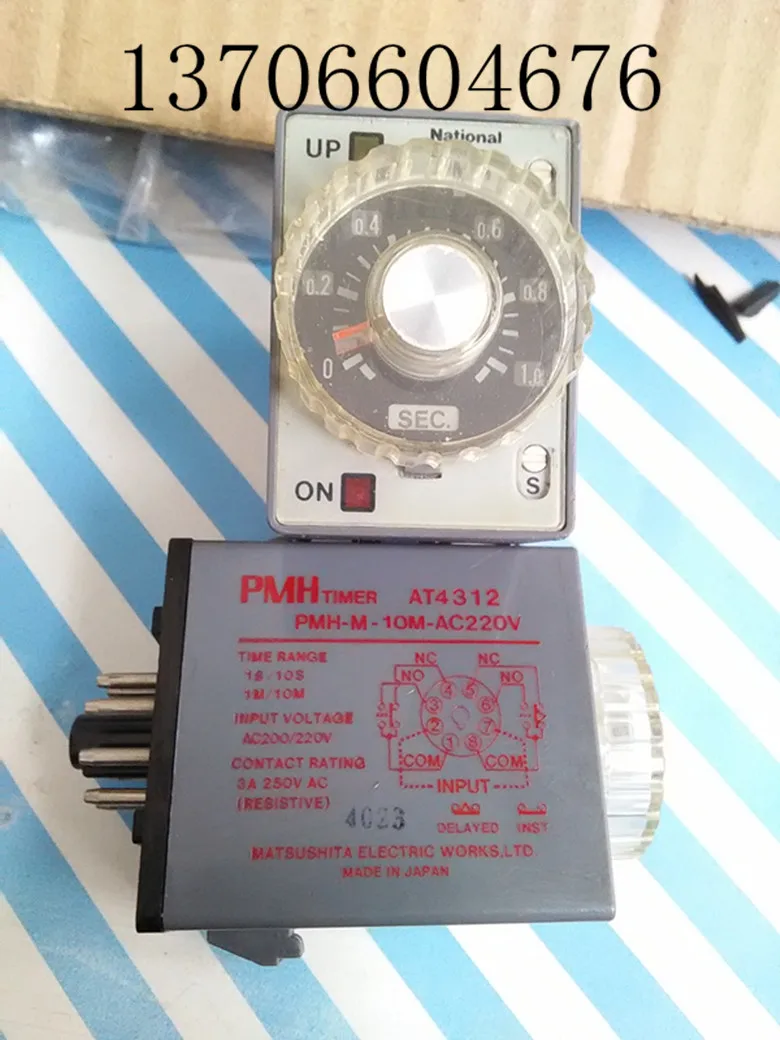 13706604676
National
UP
0.4 0.6
0.2 0.8
0 1.0
SEC.
ON
S
PMH TIMER AT4312
PMH-M-10M-AC220V
TIME RANGE
1S/10S
1M/10M
INPUT VOLTAGE
AC200/220V
CONTACT RATING
3A 250V AC
(RESISTIVE)
NC NC
NO NO
4 5
3 6
2 7
1 8
COM COM
INPUT
4023
DELAYED INST
MATSUSHITA ELECTRIC WORKS,LTD.
MADE IN JAPAN